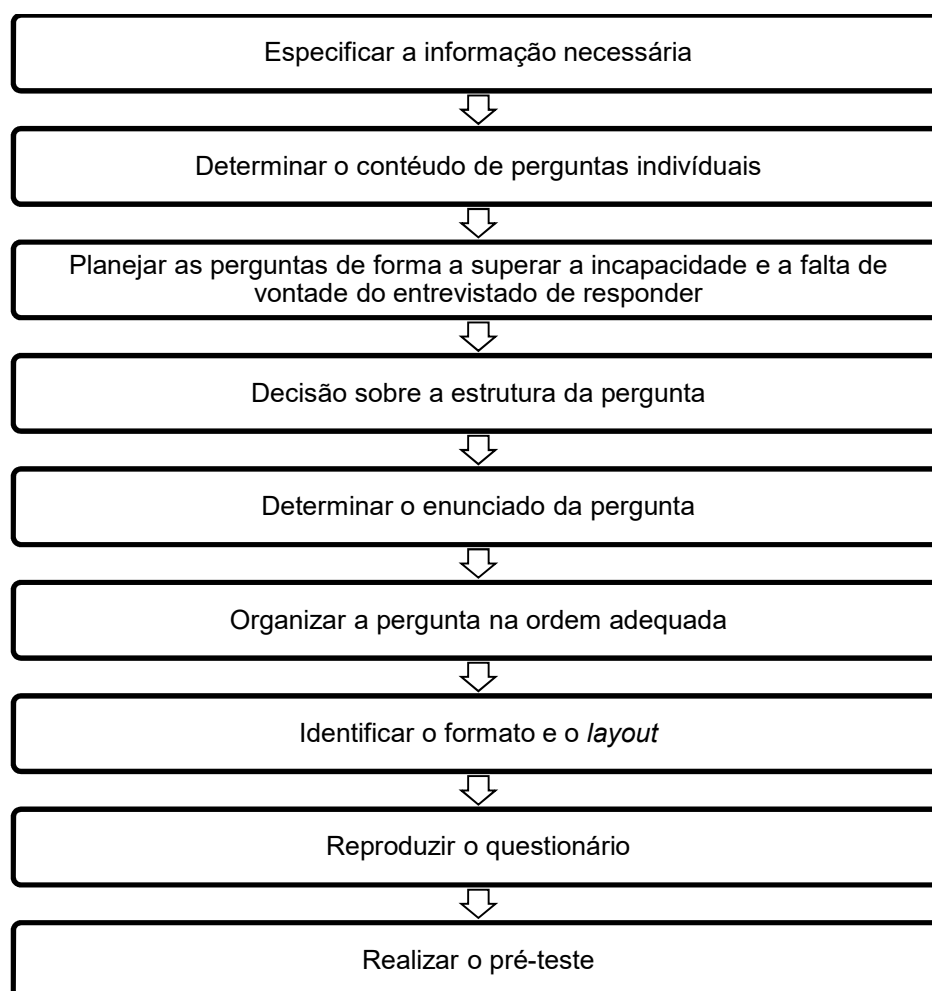 Especificar a informação necessária
Determinar o contéudo de perguntas indivíduais
Planejar as perguntas de forma a superar a incapacidade e a falta de
vontade do entrevistado de responder
Decisão sobre a estrutura da pergunta
Determinar o enunciado da pergunta
Organizar a pergunta na ordem adequada
Identificar o formato e o layout
Reproduzir o questionário
Realizar o pré-teste